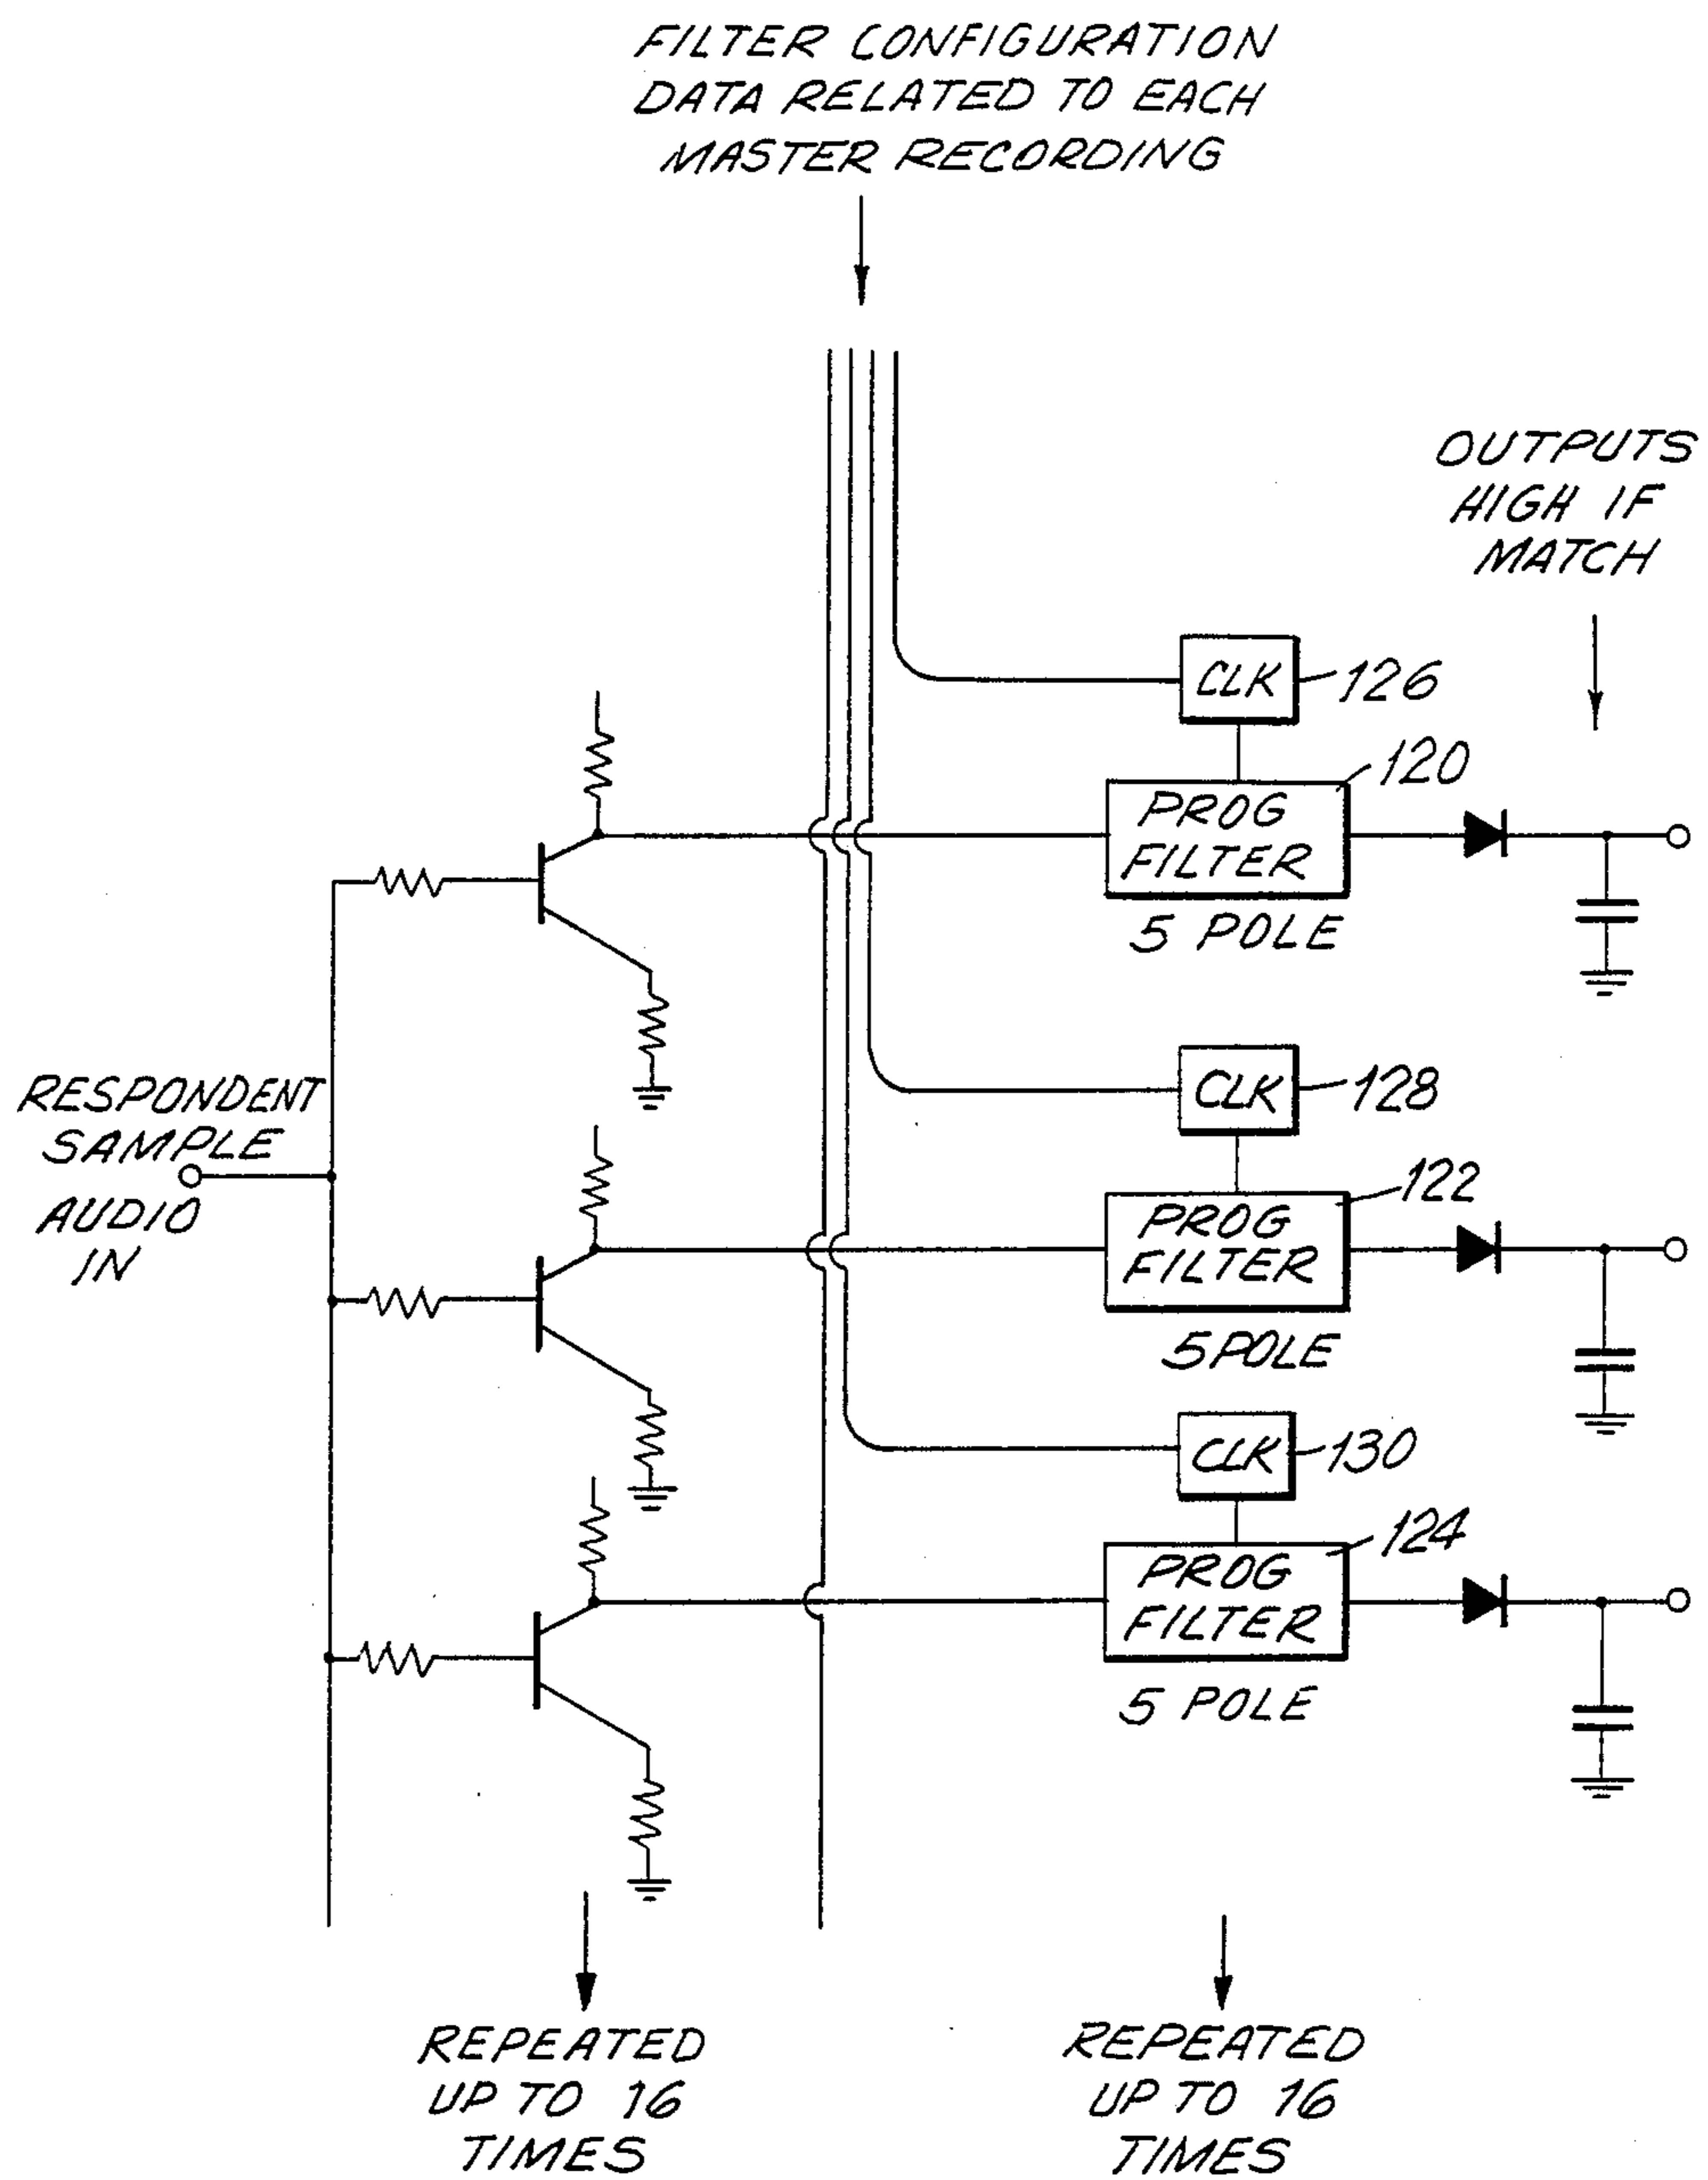 FILTER CONFIGURATION
DATA RELATED TO EACH
MASTER RECORDING
OUTPUTS
HIGH IF
MATCH
CLK
126
120
PROG
FILTER
5 POLE
RESPONDENT
SAMPLE
AUDIO
IN
CLK
128
122
PROG
FILTER
5 POLE
CLK
130
124
PROG
FILTER
5 POLE
REPEATED
UP TO 16
TIMES
REPEATED
UP TO 16
TIMES